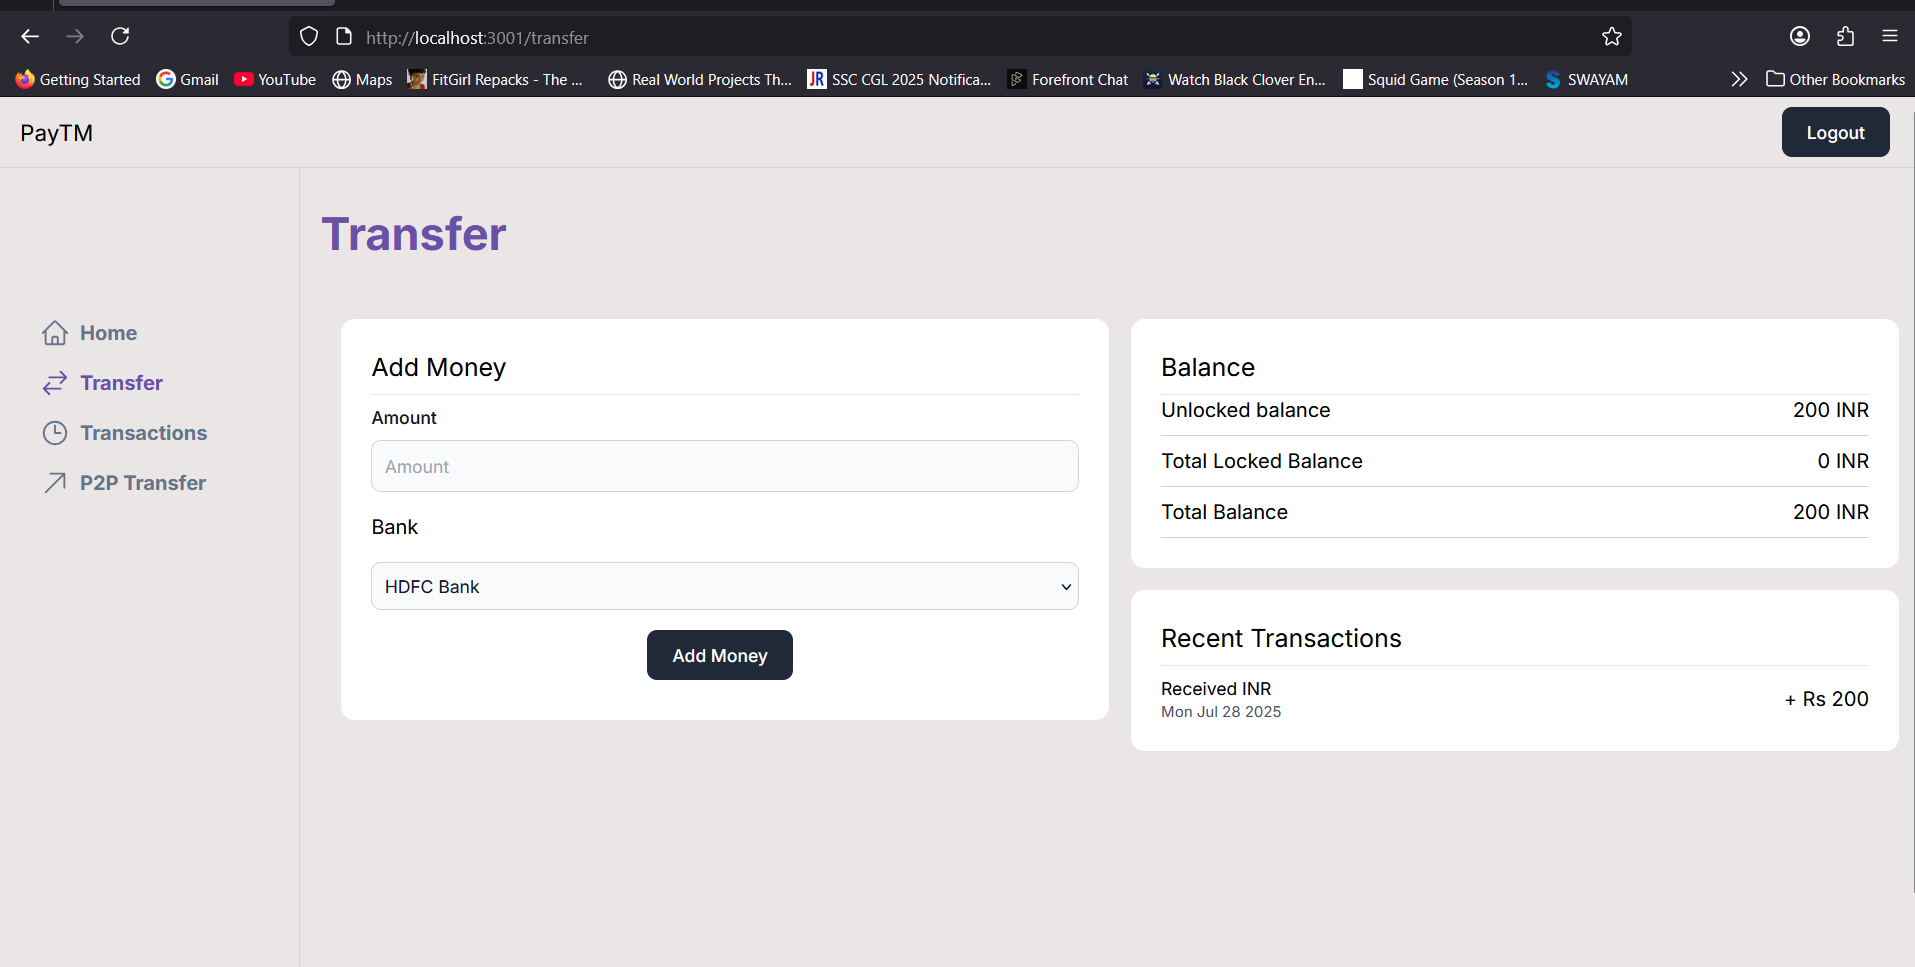 http://localhost:3001/transfer
Getting Started Gmail YouTube Maps FitGirl Repacks - The ... Real World Projects Th... JR SSC CGL 2025 Notifica... Forefront Chat Watch Black Clover En... Squid Game (Season 1... SWAYAM Other Bookmarks
PayTM Logout
Transfer
Home
Transfer
Transactions
P2P Transfer
Add Money
Amount
Amount
Bank
HDFC Bank
Add Money
Balance
Unlocked balance 200 INR
Total Locked Balance 0 INR
Total Balance 200 INR
Recent Transactions
Received INR
Mon Jul 28 2025
+ Rs 200